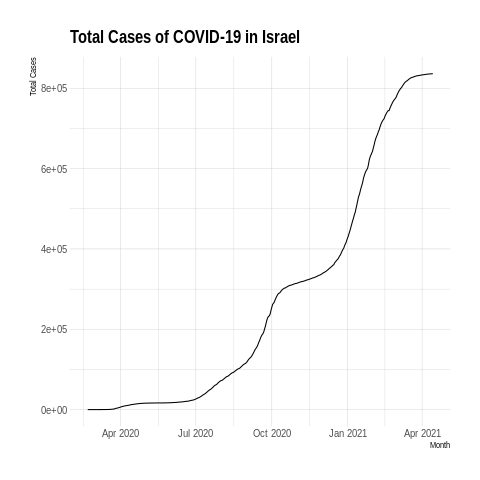 Total Cases of COVID-19 in Israel
Total Cases
8e+05
6e+05
4e+05
2e+05
0e+00
Apr 2020 Jul 2020 Oct 2020 Jan 2021 Apr 2021
Month